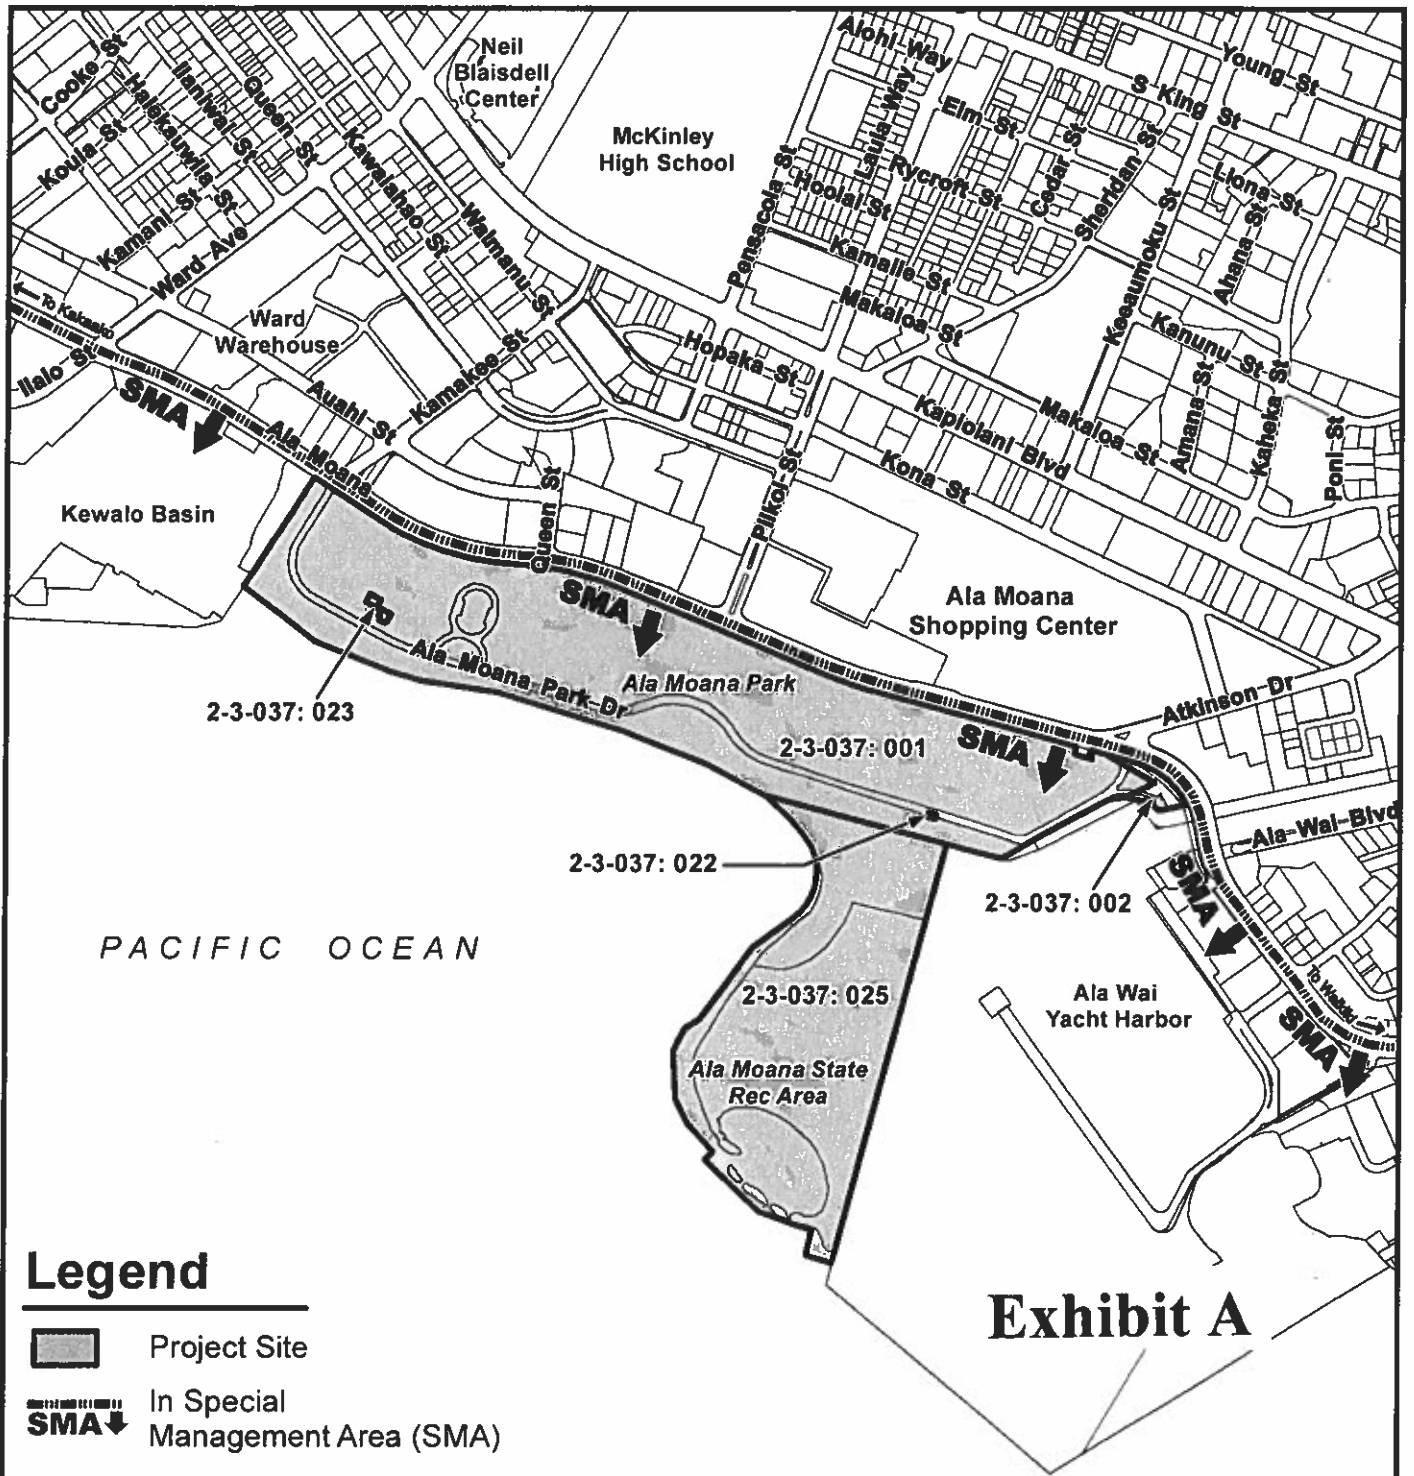 Neil
Blaisdell
Center
McKinley
High School
Cooke St
Koula St
Halekauwila St
Ilaniwai St
Queen St
Kawaiahao St
Waimanu St
Kamani St
Ward Ave
Alohi Way
Laula Way
Elm St
Young St
S King St
Rycroft St
Cedar St
Sheridan St
Hoolai St
Pensacola St
Kamaile St
Makaloa St
Keeaumoku St
Liona St
Ahana St
Kanunu St
Amana St
Kaheka St
Poni St
Makaloa St
Kapiolani Blvd
Kona St
Hopaka St
Piikoi St
To Kakaako
Ilalo St
Ward
Warehouse
Auahi St
Kamakee St
Queen St
SMA
Ala Moana
Kewalo Basin
SMA
Ala Moana
Shopping Center
Atkinson Dr
Ala Moana Park Dr
Ala Moana Park
2-3-037: 023
2-3-037: 001
SMA
2-3-037: 022
2-3-037: 002
Ala Wai Blvd
SMA
To Waikiki
SMA
PACIFIC OCEAN
2-3-037: 025
Ala Wai
Yacht Harbor
Ala Moana State
Rec Area
Exhibit A
Legend
Project Site
SMA
In Special
Management Area (SMA)